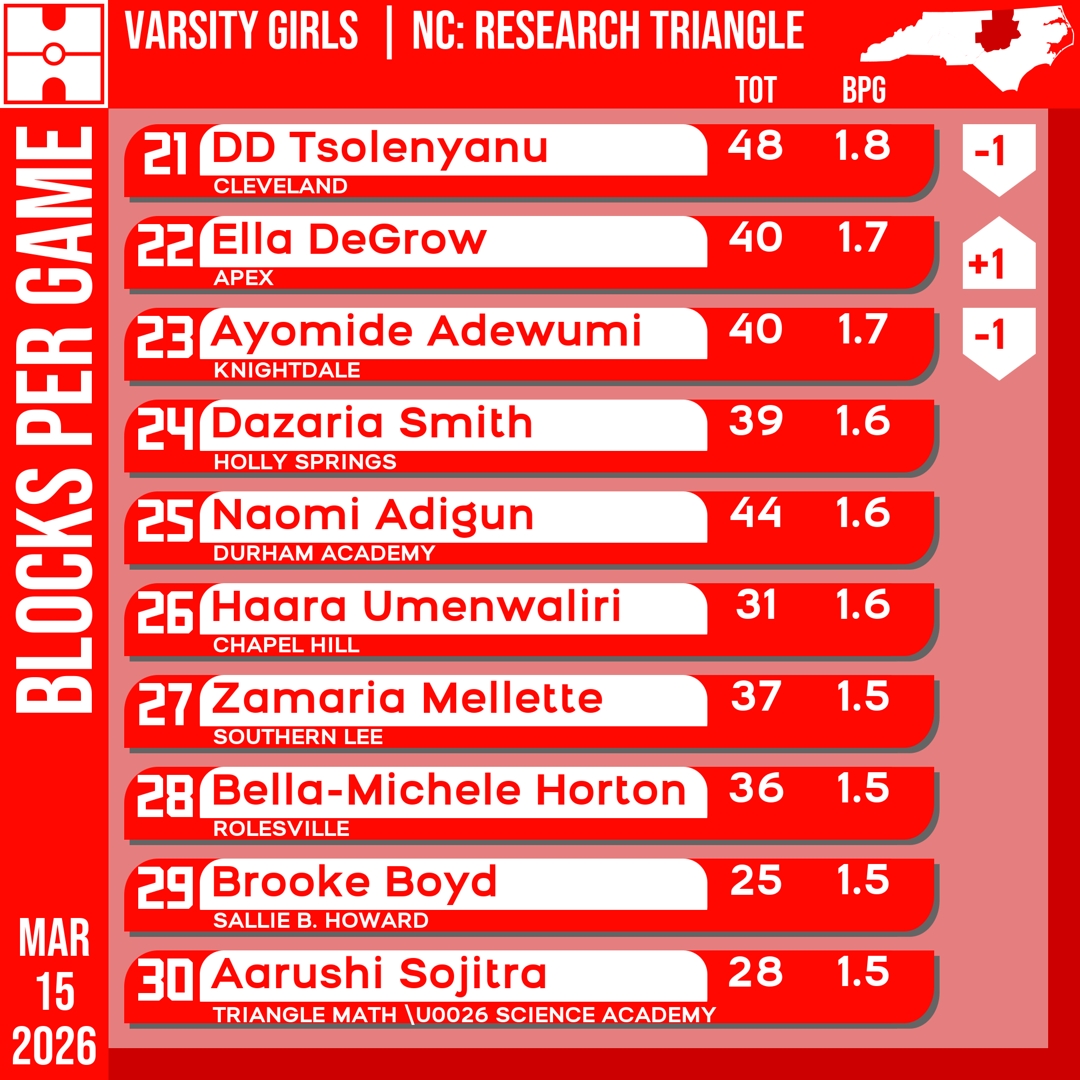 VARSITY GIRLS | NC: RESEARCH TRIANGLE
TOT BPG
BLOCKS PER GAME
21 DD Tsolenyanu 48 1.8 -1
CLEVELAND
22 Ella DeGrow 40 1.7 +1
APEX
23 Ayomide Adewumi 40 1.7 -1
KNIGHTDALE
24 Dazaria Smith 39 1.6
HOLLY SPRINGS
25 Naomi Adigun 44 1.6
DURHAM ACADEMY
26 Haara Umenwaliri 31 1.6
CHAPEL HILL
27 Zamaria Mellette 37 1.5
SOUTHERN LEE
28 Bella-Michele Horton 36 1.5
ROLESVILLE
29 Brooke Boyd 25 1.5
SALLIE B. HOWARD
30 Aarushi Sojitra 28 1.5
TRIANGLE MATH \U0026 SCIENCE ACADEMY
MAR
15
2026